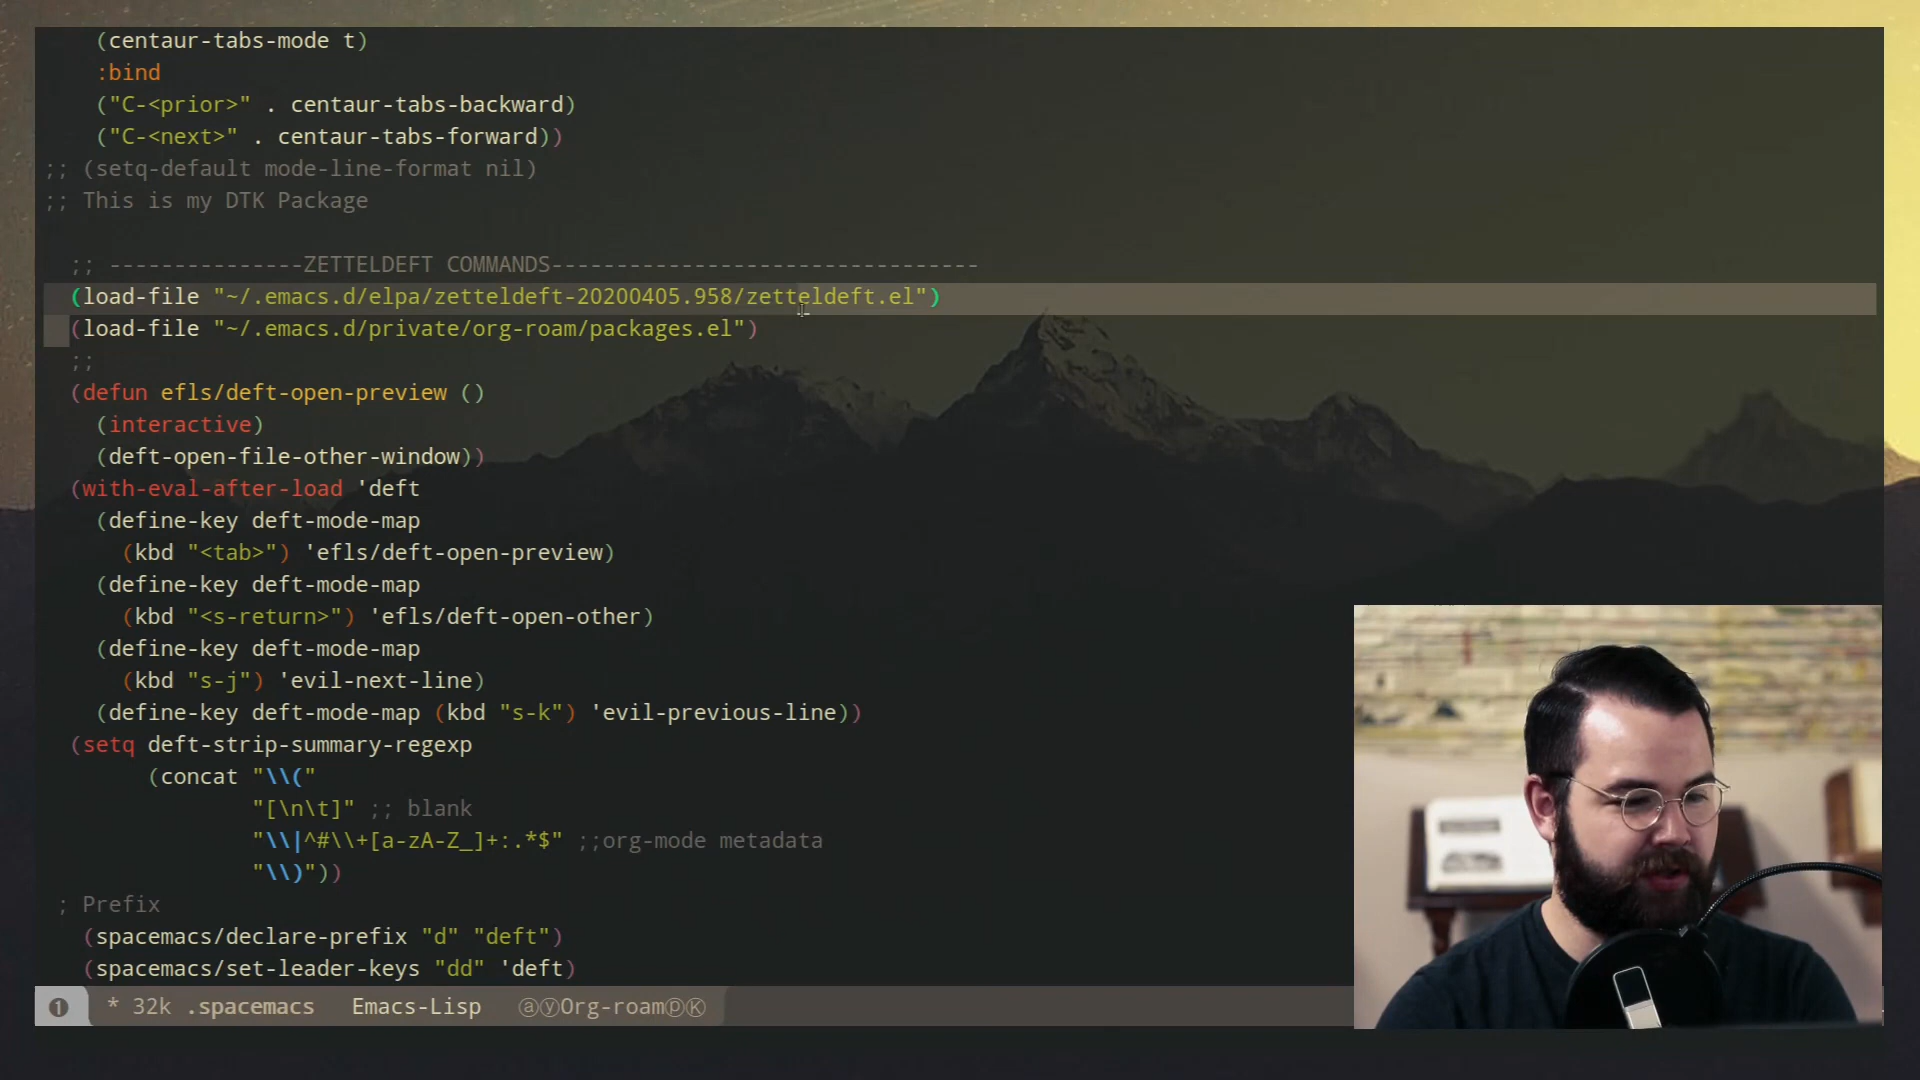 (centaur-tabs-mode t)
:bind
("C-<prior>" . centaur-tabs-backward)
("C-<next>" . centaur-tabs-forward))
;; (setq-default mode-line-format nil)
;; This is my DTK Package
;; ---------------ZETTELDEFT COMMANDS---------------------------------
(load-file "~/.emacs.d/elpa/zetteldeft-20200405.958/zetteldeft.el")
(load-file "~/.emacs.d/private/org-roam/packages.el")
;;
(defun efls/deft-open-preview ()
(interactive)
(deft-open-file-other-window))
(with-eval-after-load 'deft
(define-key deft-mode-map
(kbd "<tab>") 'efls/deft-open-preview)
(define-key deft-mode-map
(kbd "<s-return>") 'efls/deft-open-other)
(define-key deft-mode-map
(kbd "s-j") 'evil-next-line)
(define-key deft-mode-map (kbd "s-k") 'evil-previous-line))
(setq deft-strip-summary-regexp
(concat "\\("
"[\n\t]" ;; blank
"\\|^#\\+[a-zA-Z_]+:.*$" ;;org-mode metadata
"\\)"))
; Prefix
(spacemacs/declare-prefix "d" "deft")
(spacemacs/set-leader-keys "dd" 'deft)
❶ * 32k .spacemacs Emacs-Lisp ⓐⓨOrg-roamⓟⓀ